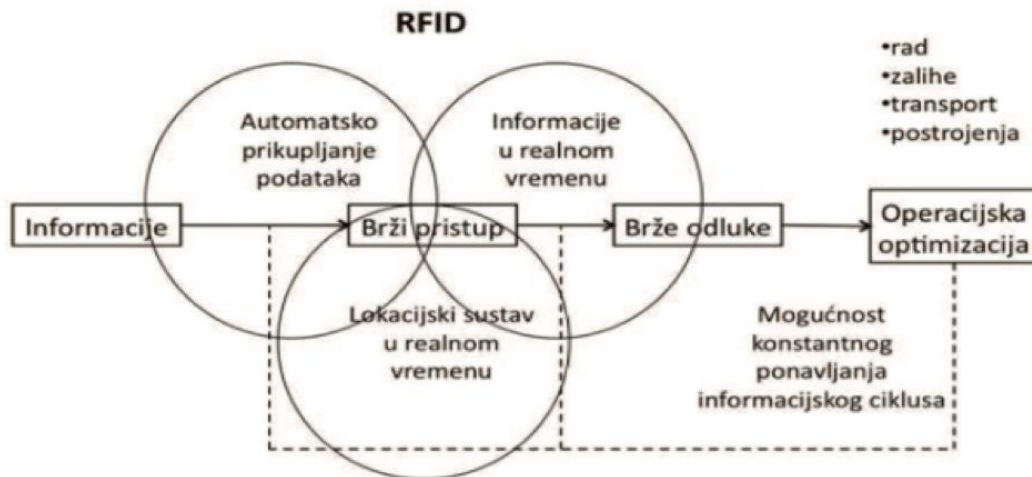 RFID
•rad
•zalihe
•transport
•postrojenja
Automatsko
prikupljanje
podataka
Informacije
u realnom
vremenu
Informacije
Brži pristup
Brže odluke
Operacijska
optimizacija
Lokacijski sustav
u realnom
vremenu
Mogućnost
konstantnog
ponavljanja
informacijskog ciklusa